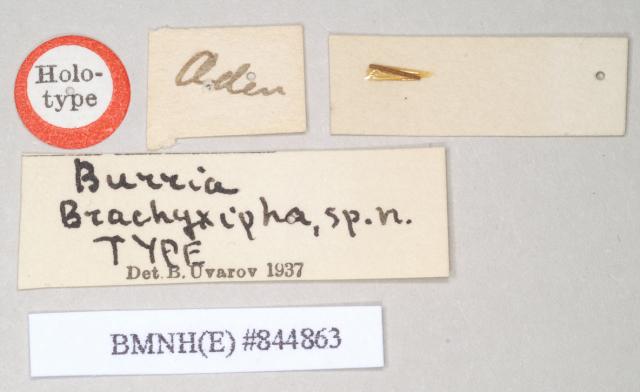 Holo-
type
Aden
Burria
Brachyxipha, sp.n.
TYPE
Det. B. Uvarov 1937
BMNH(E) #844863